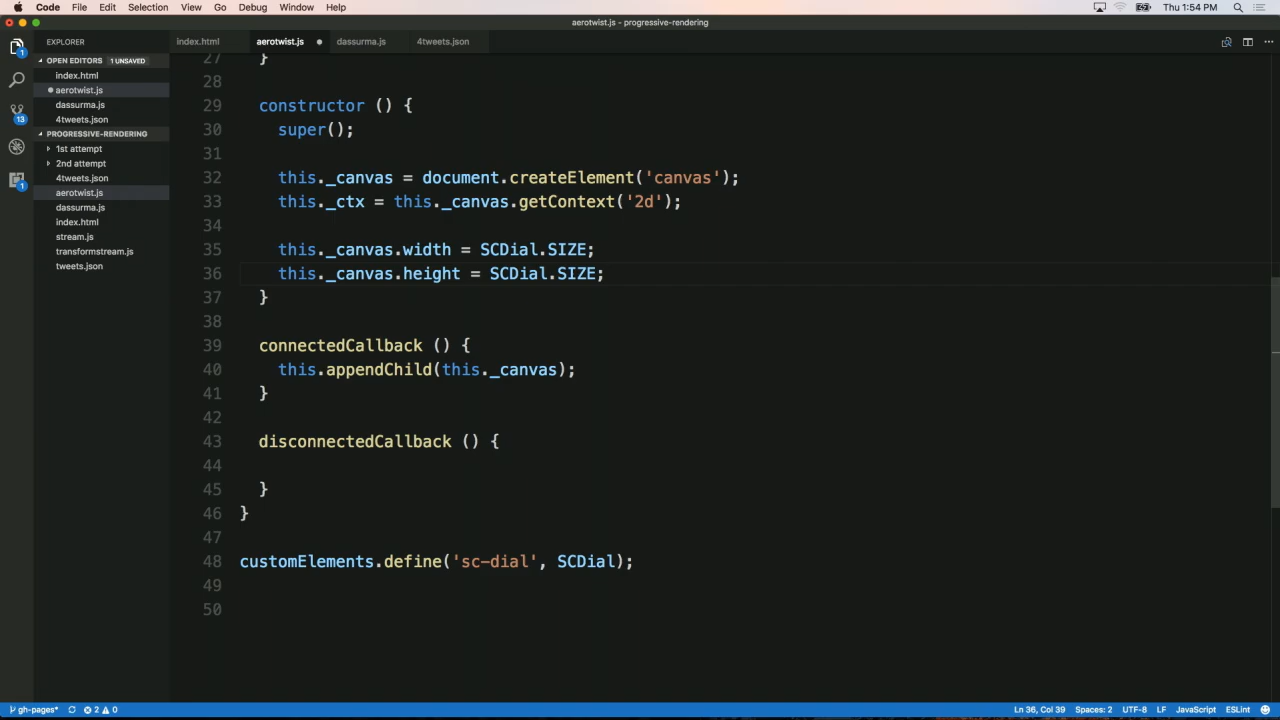 Code File Edit Selection View Go Debug Window Help Thu 1:54 PM
aerotwist.js - progressive-rendering
EXPLORER index.html aerotwist.js dassurma.js 4tweets.json
OPEN EDITORS 1 UNSAVED
index.html
aerotwist.js
dassurma.js
4tweets.json
PROGRESSIVE-RENDERING
1st attempt
2nd attempt
4tweets.json
aerotwist.js
dassurma.js
index.html
stream.js
transformstream.js
tweets.json
1
13
1
27 }
28
29 constructor () {
30 super();
31
32 this._canvas = document.createElement('canvas');
33 this._ctx = this._canvas.getContext('2d');
34
35 this._canvas.width = SCDial.SIZE;
36 this._canvas.height = SCDial.SIZE;
37 }
38
39 connectedCallback () {
40 this.appendChild(this._canvas);
41 }
42
43 disconnectedCallback () {
44
45 }
46 }
47
48 customElements.define('sc-dial', SCDial);
49
50
gh-pages* 2 0 Ln 36, Col 39 Spaces: 2 UTF-8 LF JavaScript ESLint